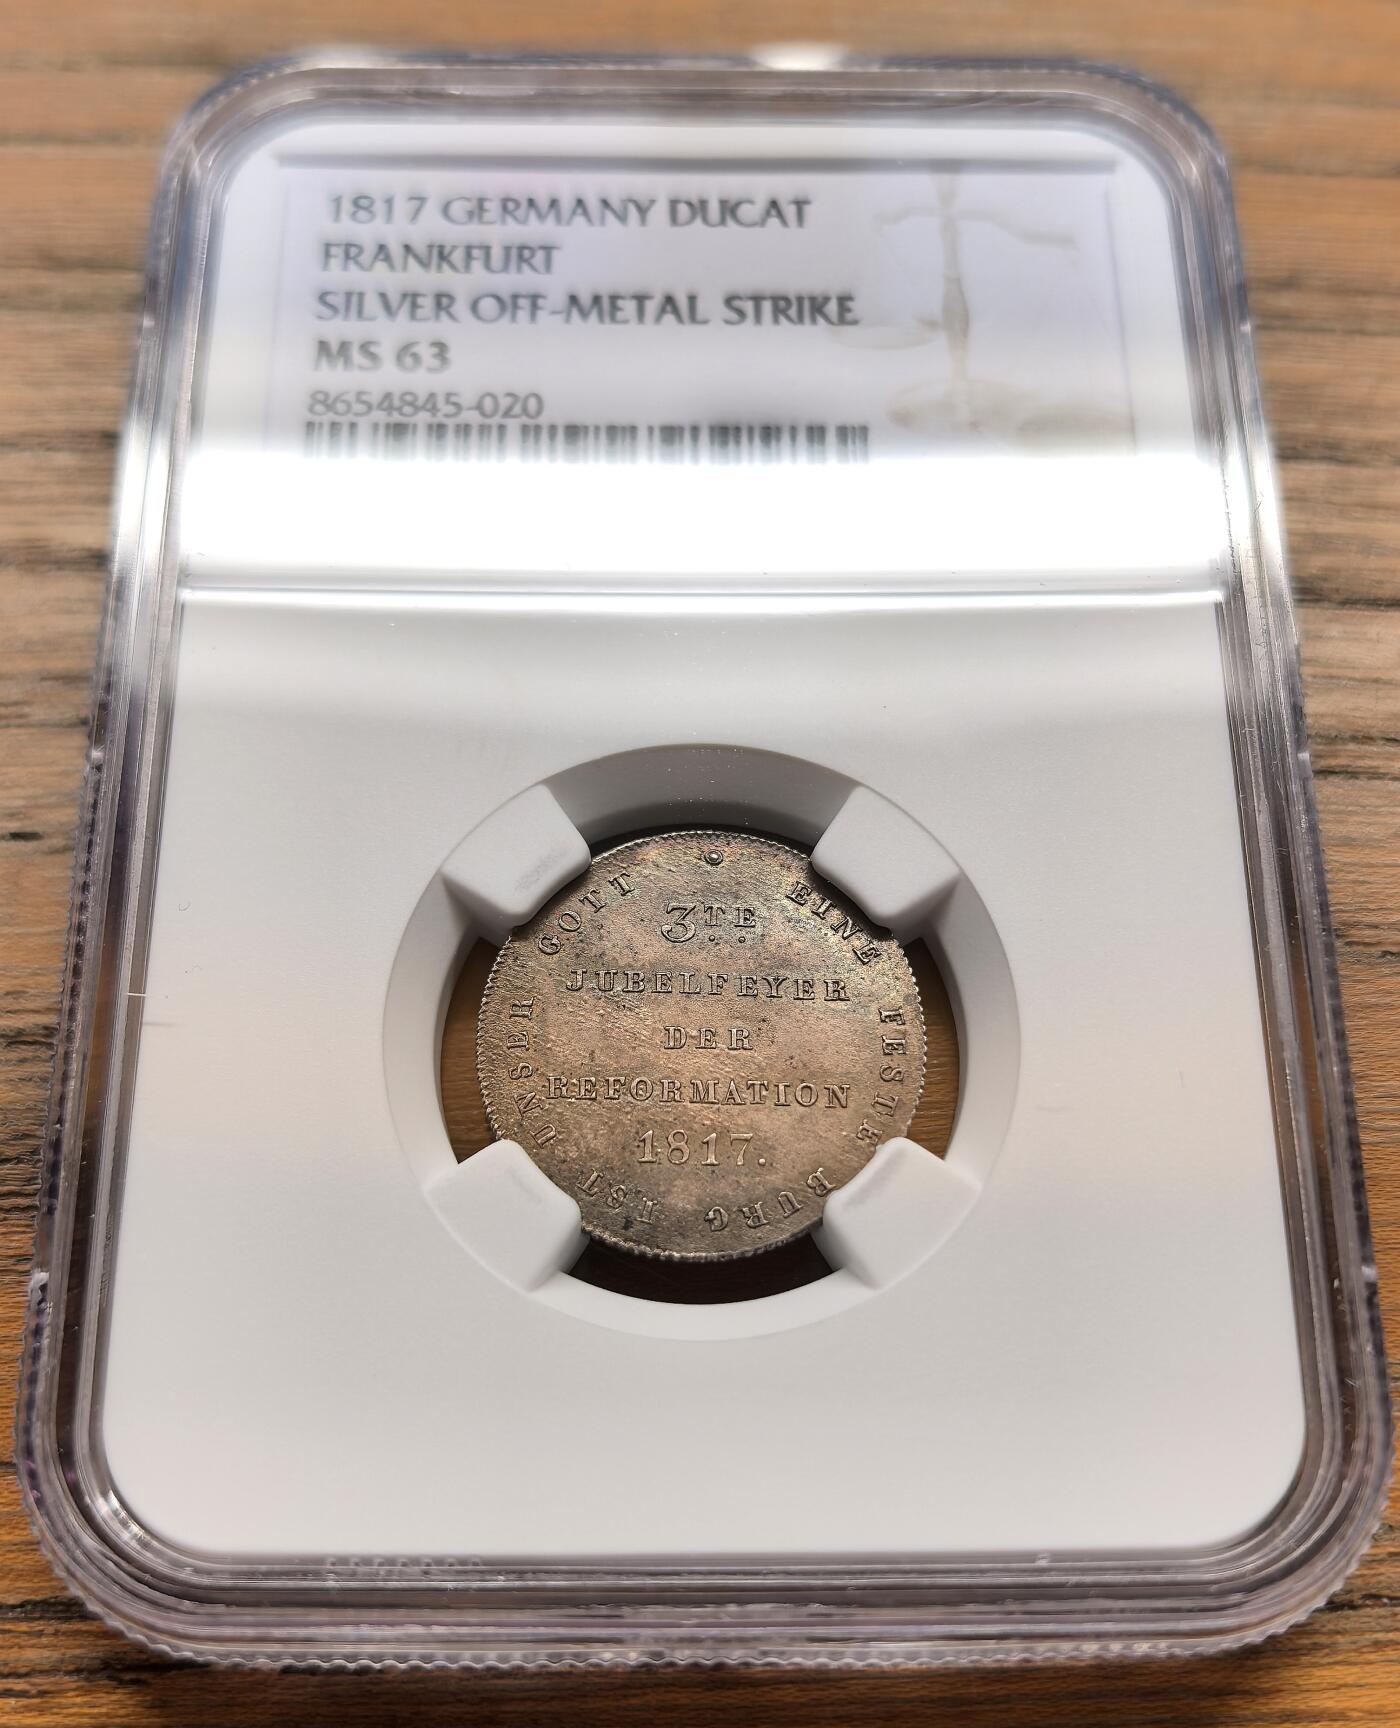 1817 GERMANY DUCAT
FRANKFURT
SILVER OFF-METAL STRIKE
MS 63
8654845-020
EINE FESTE BURG IST UNSER GOTT
3TE
JUBELFEYER
DER
REFORMATION
1817.